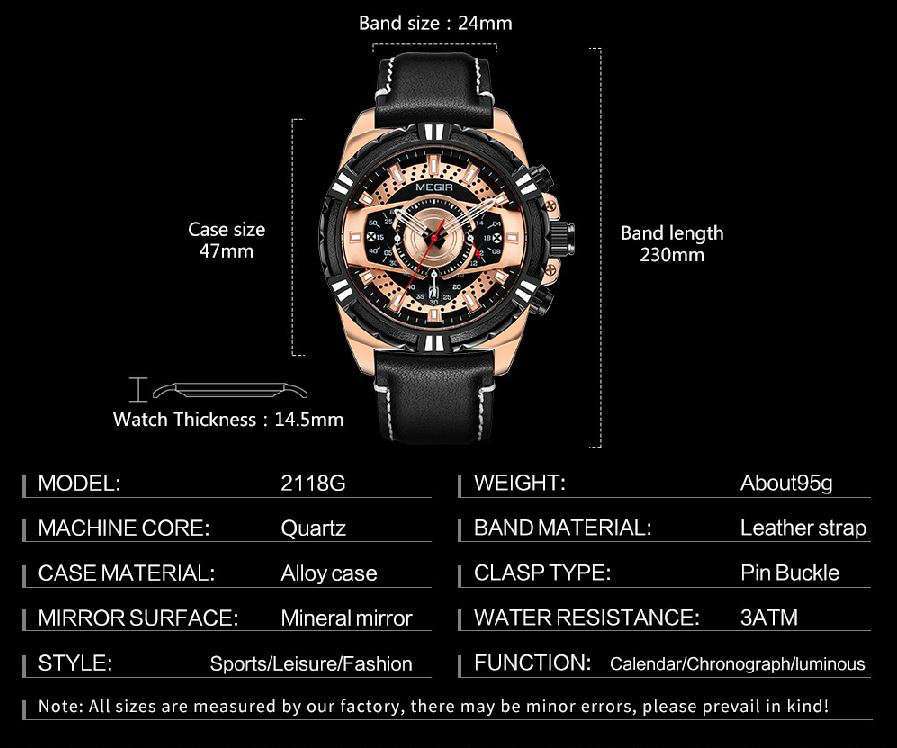 Band size : 24mm
MEGIR
Case size
47mm
Band length
230mm
Watch Thickness : 14.5mm
MODEL: 2118G
WEIGHT: About95g
MACHINE CORE: Quartz
BAND MATERIAL: Leather strap
CASE MATERIAL: Alloy case
CLASP TYPE: Pin Buckle
MIRROR SURFACE: Mineral mirror
WATER RESISTANCE: 3ATM
STYLE: Sports/Leisure/Fashion
FUNCTION: Calendar/Chronograph/luminous
Note: All sizes are measured by our factory, there may be minor errors, please prevail in kind!